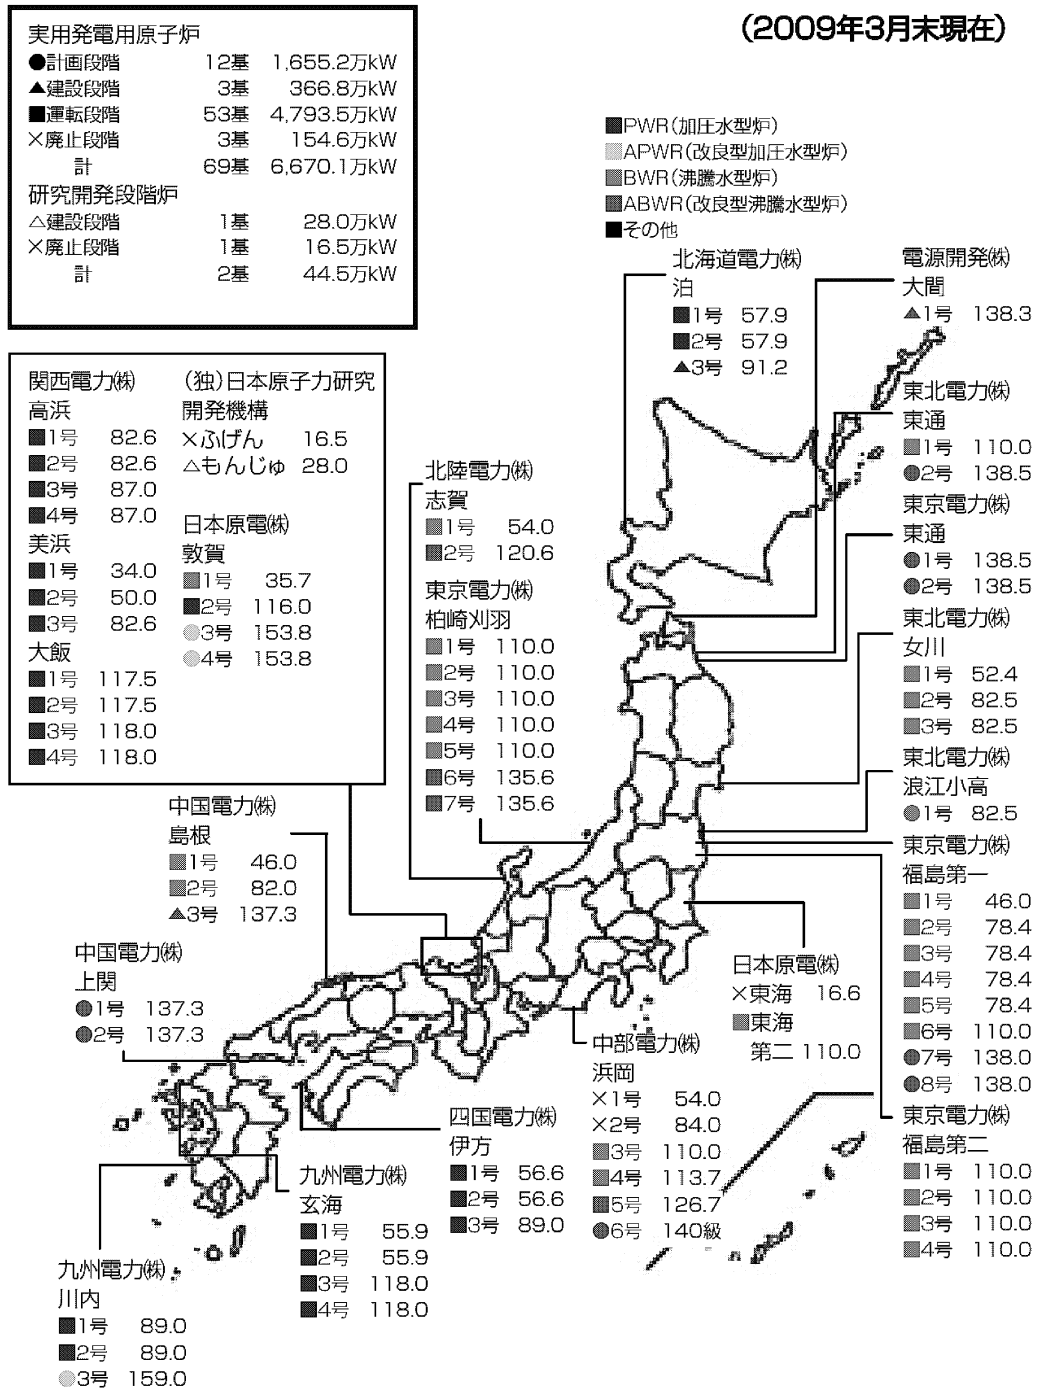 (2009年3月末現在)
実用発電用原子炉
●計画段階 12基 1,655.2万kW
▲建設段階 3基 366.8万kW
■運転段階 53基 4,793.5万kW
×廃止段階 3基 154.6万kW
計 69基 6,670.1万kW
研究開発段階炉
△建設段階 1基 28.0万kW
×廃止段階 1基 16.5万kW
計 2基 44.5万kW
■PWR(加圧水型炉)
■APWR(改良型加圧水型炉)
■BWR(沸騰水型炉)
■ABWR(改良型沸騰水型炉)
■その他
北海道電力㈱
泊
■1号 57.9
■2号 57.9
▲3号 91.2
電源開発㈱
大間
▲1号 138.3
東北電力㈱
東通
■1号 110.0
●2号 138.5
東京電力㈱
東通
●1号 138.5
●2号 138.5
東北電力㈱
女川
■1号 52.4
■2号 82.5
■3号 82.5
東北電力㈱
浪江小高
●1号 82.5
東京電力㈱
福島第一
■1号 46.0
■2号 78.4
■3号 78.4
■4号 78.4
■5号 78.4
■6号 110.0
●7号 138.0
●8号 138.0
東京電力㈱
福島第二
■1号 110.0
■2号 110.0
■3号 110.0
■4号 110.0
関西電力㈱
高浜
■1号 82.6
■2号 82.6
■3号 87.0
■4号 87.0
美浜
■1号 34.0
■2号 50.0
■3号 82.6
大飯
■1号 117.5
■2号 117.5
■3号 118.0
■4号 118.0
(独)日本原子力研究
開発機構
×ふげん 16.5
△もんじゅ 28.0
日本原電㈱
敦賀
■1号 35.7
■2号 116.0
●3号 153.8
●4号 153.8
北陸電力㈱
志賀
■1号 54.0
■2号 120.6
東京電力㈱
柏崎刈羽
■1号 110.0
■2号 110.0
■3号 110.0
■4号 110.0
■5号 110.0
■6号 135.6
■7号 135.6
中国電力㈱
島根
■1号 46.0
■2号 82.0
▲3号 137.3
中国電力㈱
上関
●1号 137.3
●2号 137.3
日本原電㈱
×東海 16.6
■東海
第二 110.0
中部電力㈱
浜岡
×1号 54.0
×2号 84.0
■3号 110.0
■4号 113.7
■5号 126.7
●6号 140級
四国電力㈱
伊方
■1号 56.6
■2号 56.6
■3号 89.0
九州電力㈱
玄海
■1号 55.9
■2号 55.9
■3号 118.0
■4号 118.0
九州電力㈱
川内
■1号 89.0
■2号 89.0
●3号 159.0